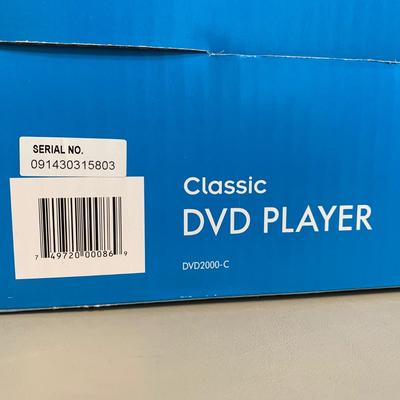 SERIAL NO.
091430315803
Classic
DVD PLAYER
7 49720 00086 9
DVD2000-C